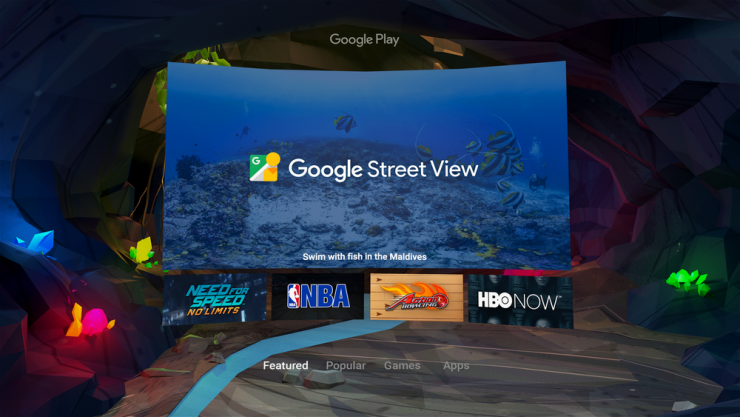 Google Play
G
Google Street View
Swim with fish in the Maldives
NEED FOR
SPEED
NO LIMITS
NBA
BOWLING
HBO NOW
Featured Popular Games Apps